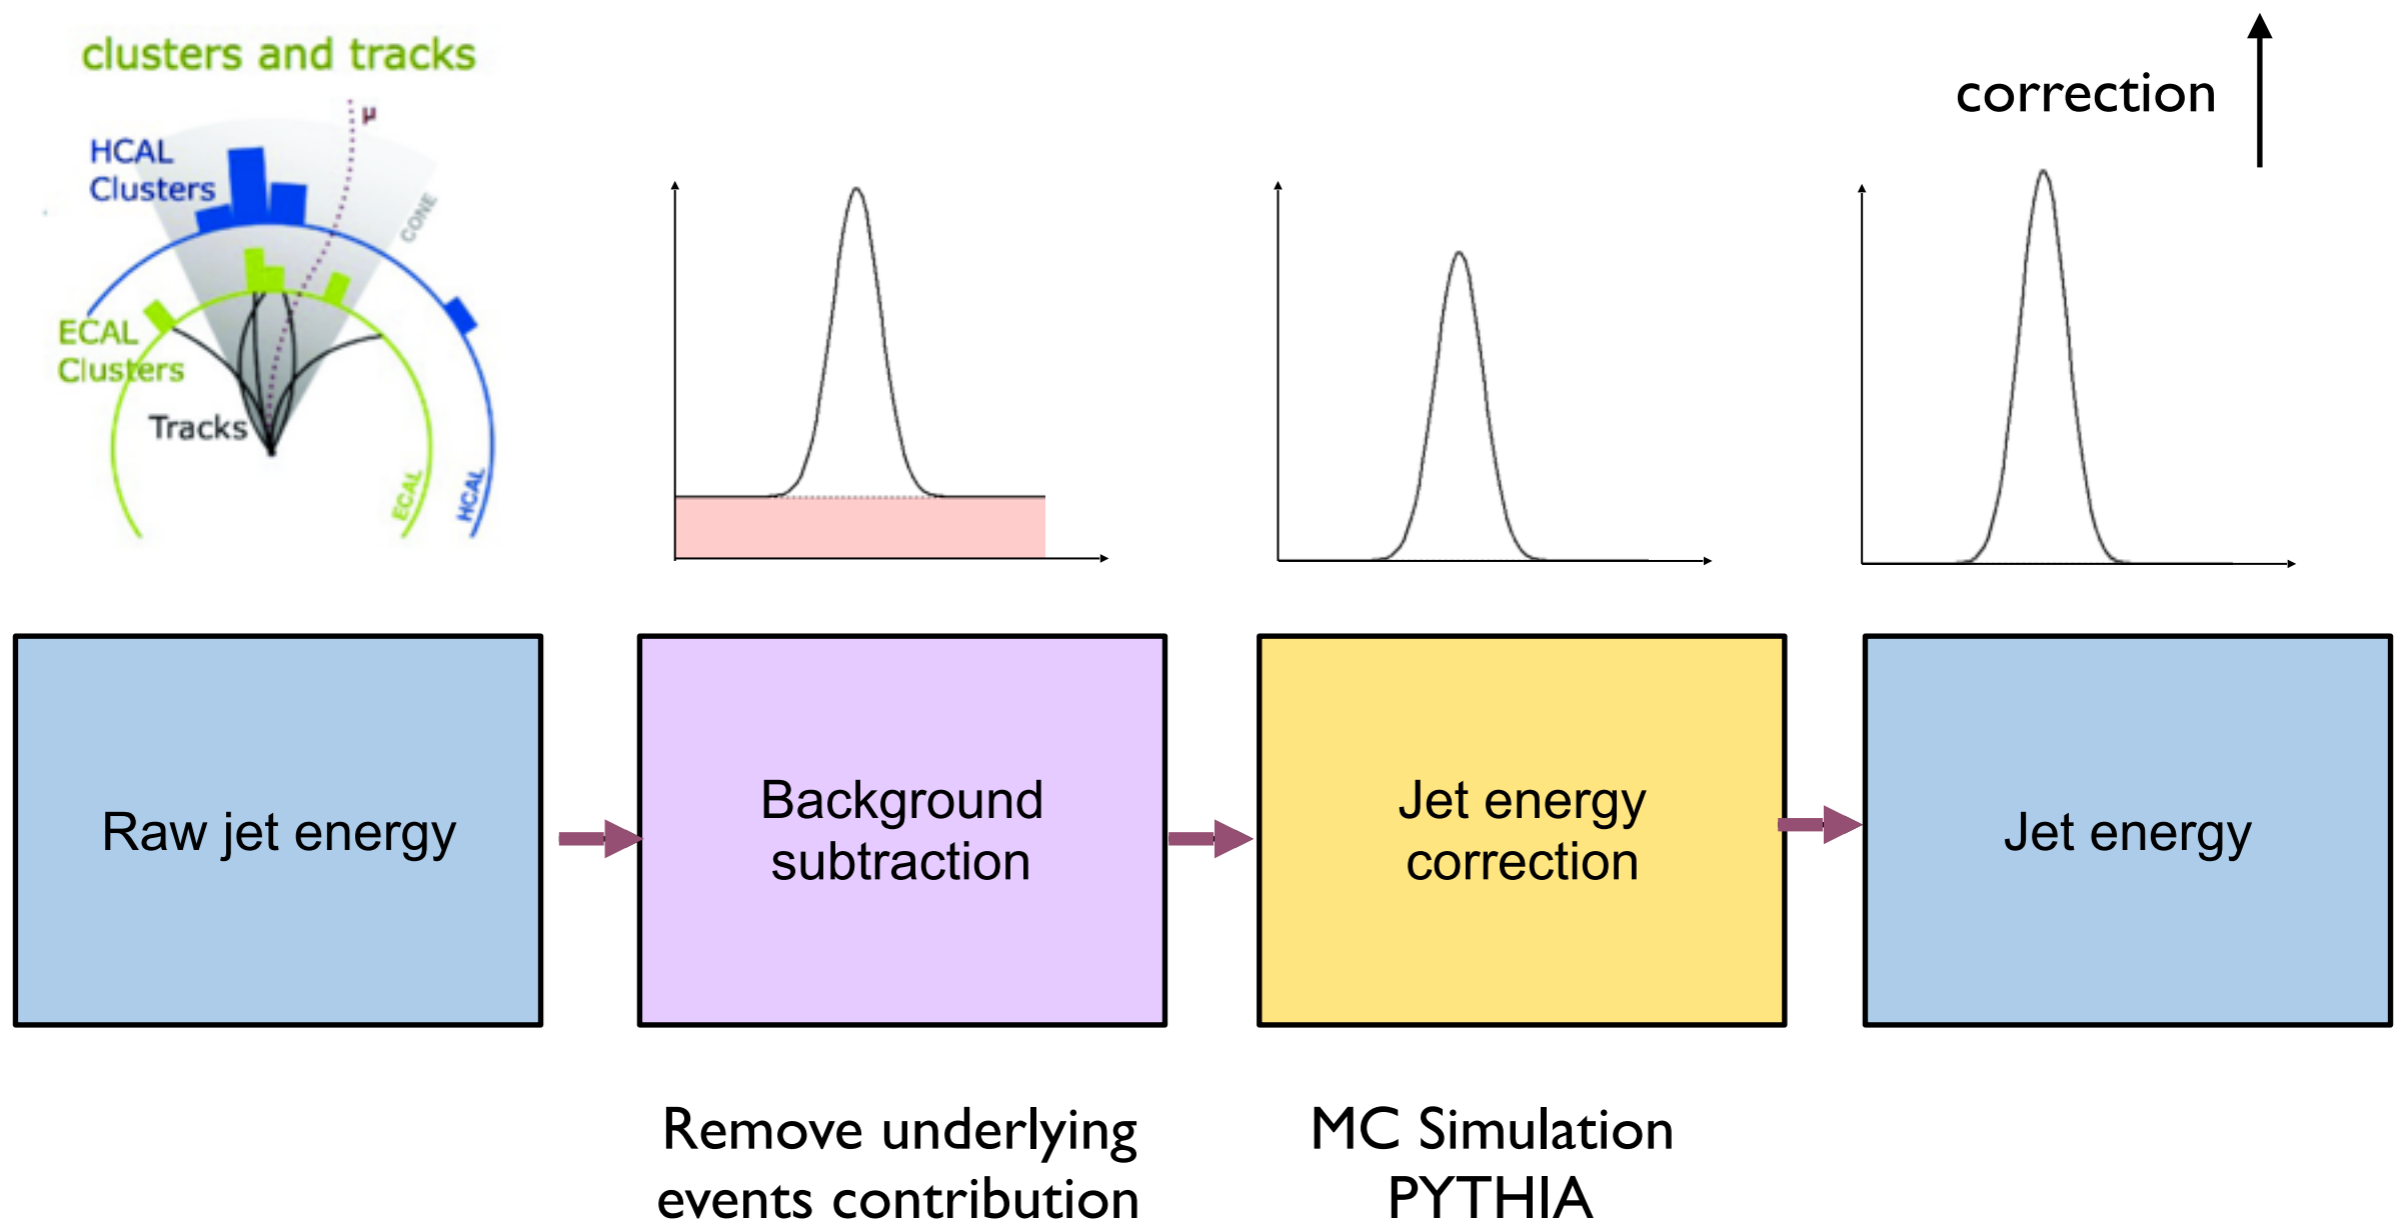 clusters and tracks
μ
HCAL
Clusters
CONE
ECAL
Clusters
Tracks
ECAL
HCAL
correction
Raw jet energy
Background
subtraction
Jet energy
correction
Jet energy
Remove underlying
events contribution
MC Simulation
PYTHIA